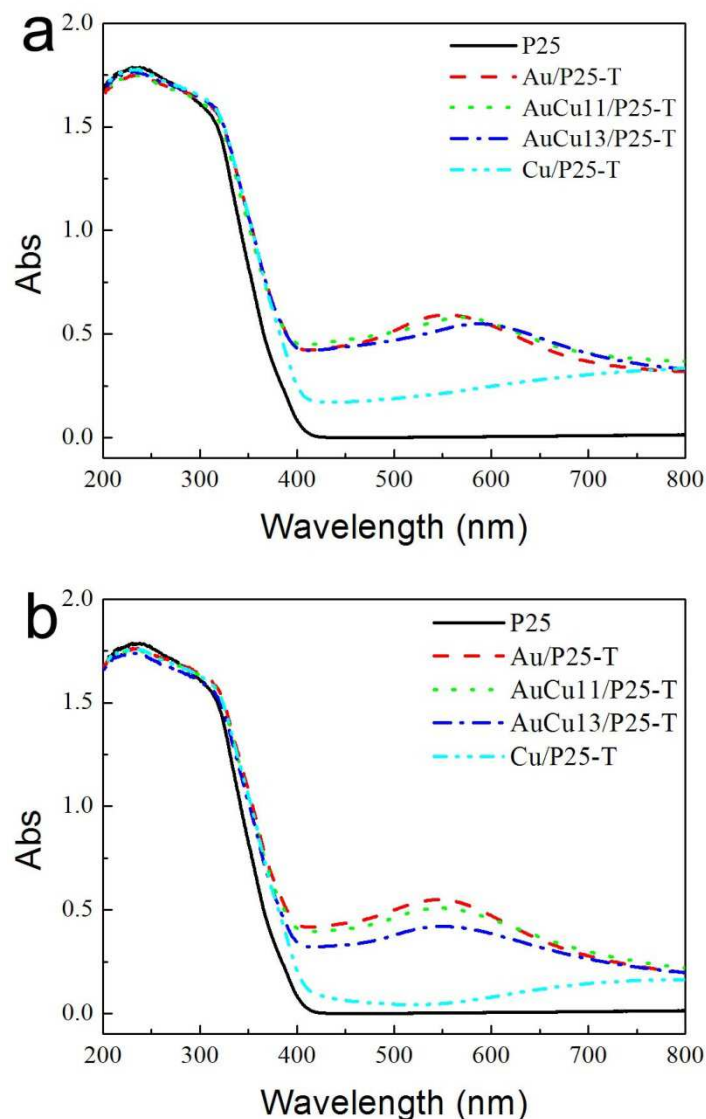 a
2.0
1.5
1.0
0.5
0.0
Abs
P25
Au/P25-T
AuCu11/P25-T
AuCu13/P25-T
Cu/P25-T
200 300 400 500 600 700 800
Wavelength (nm)
b
2.0
1.5
1.0
0.5
0.0
Abs
P25
Au/P25-T
AuCu11/P25-T
AuCu13/P25-T
Cu/P25-T
200 300 400 500 600 700 800
Wavelength (nm)